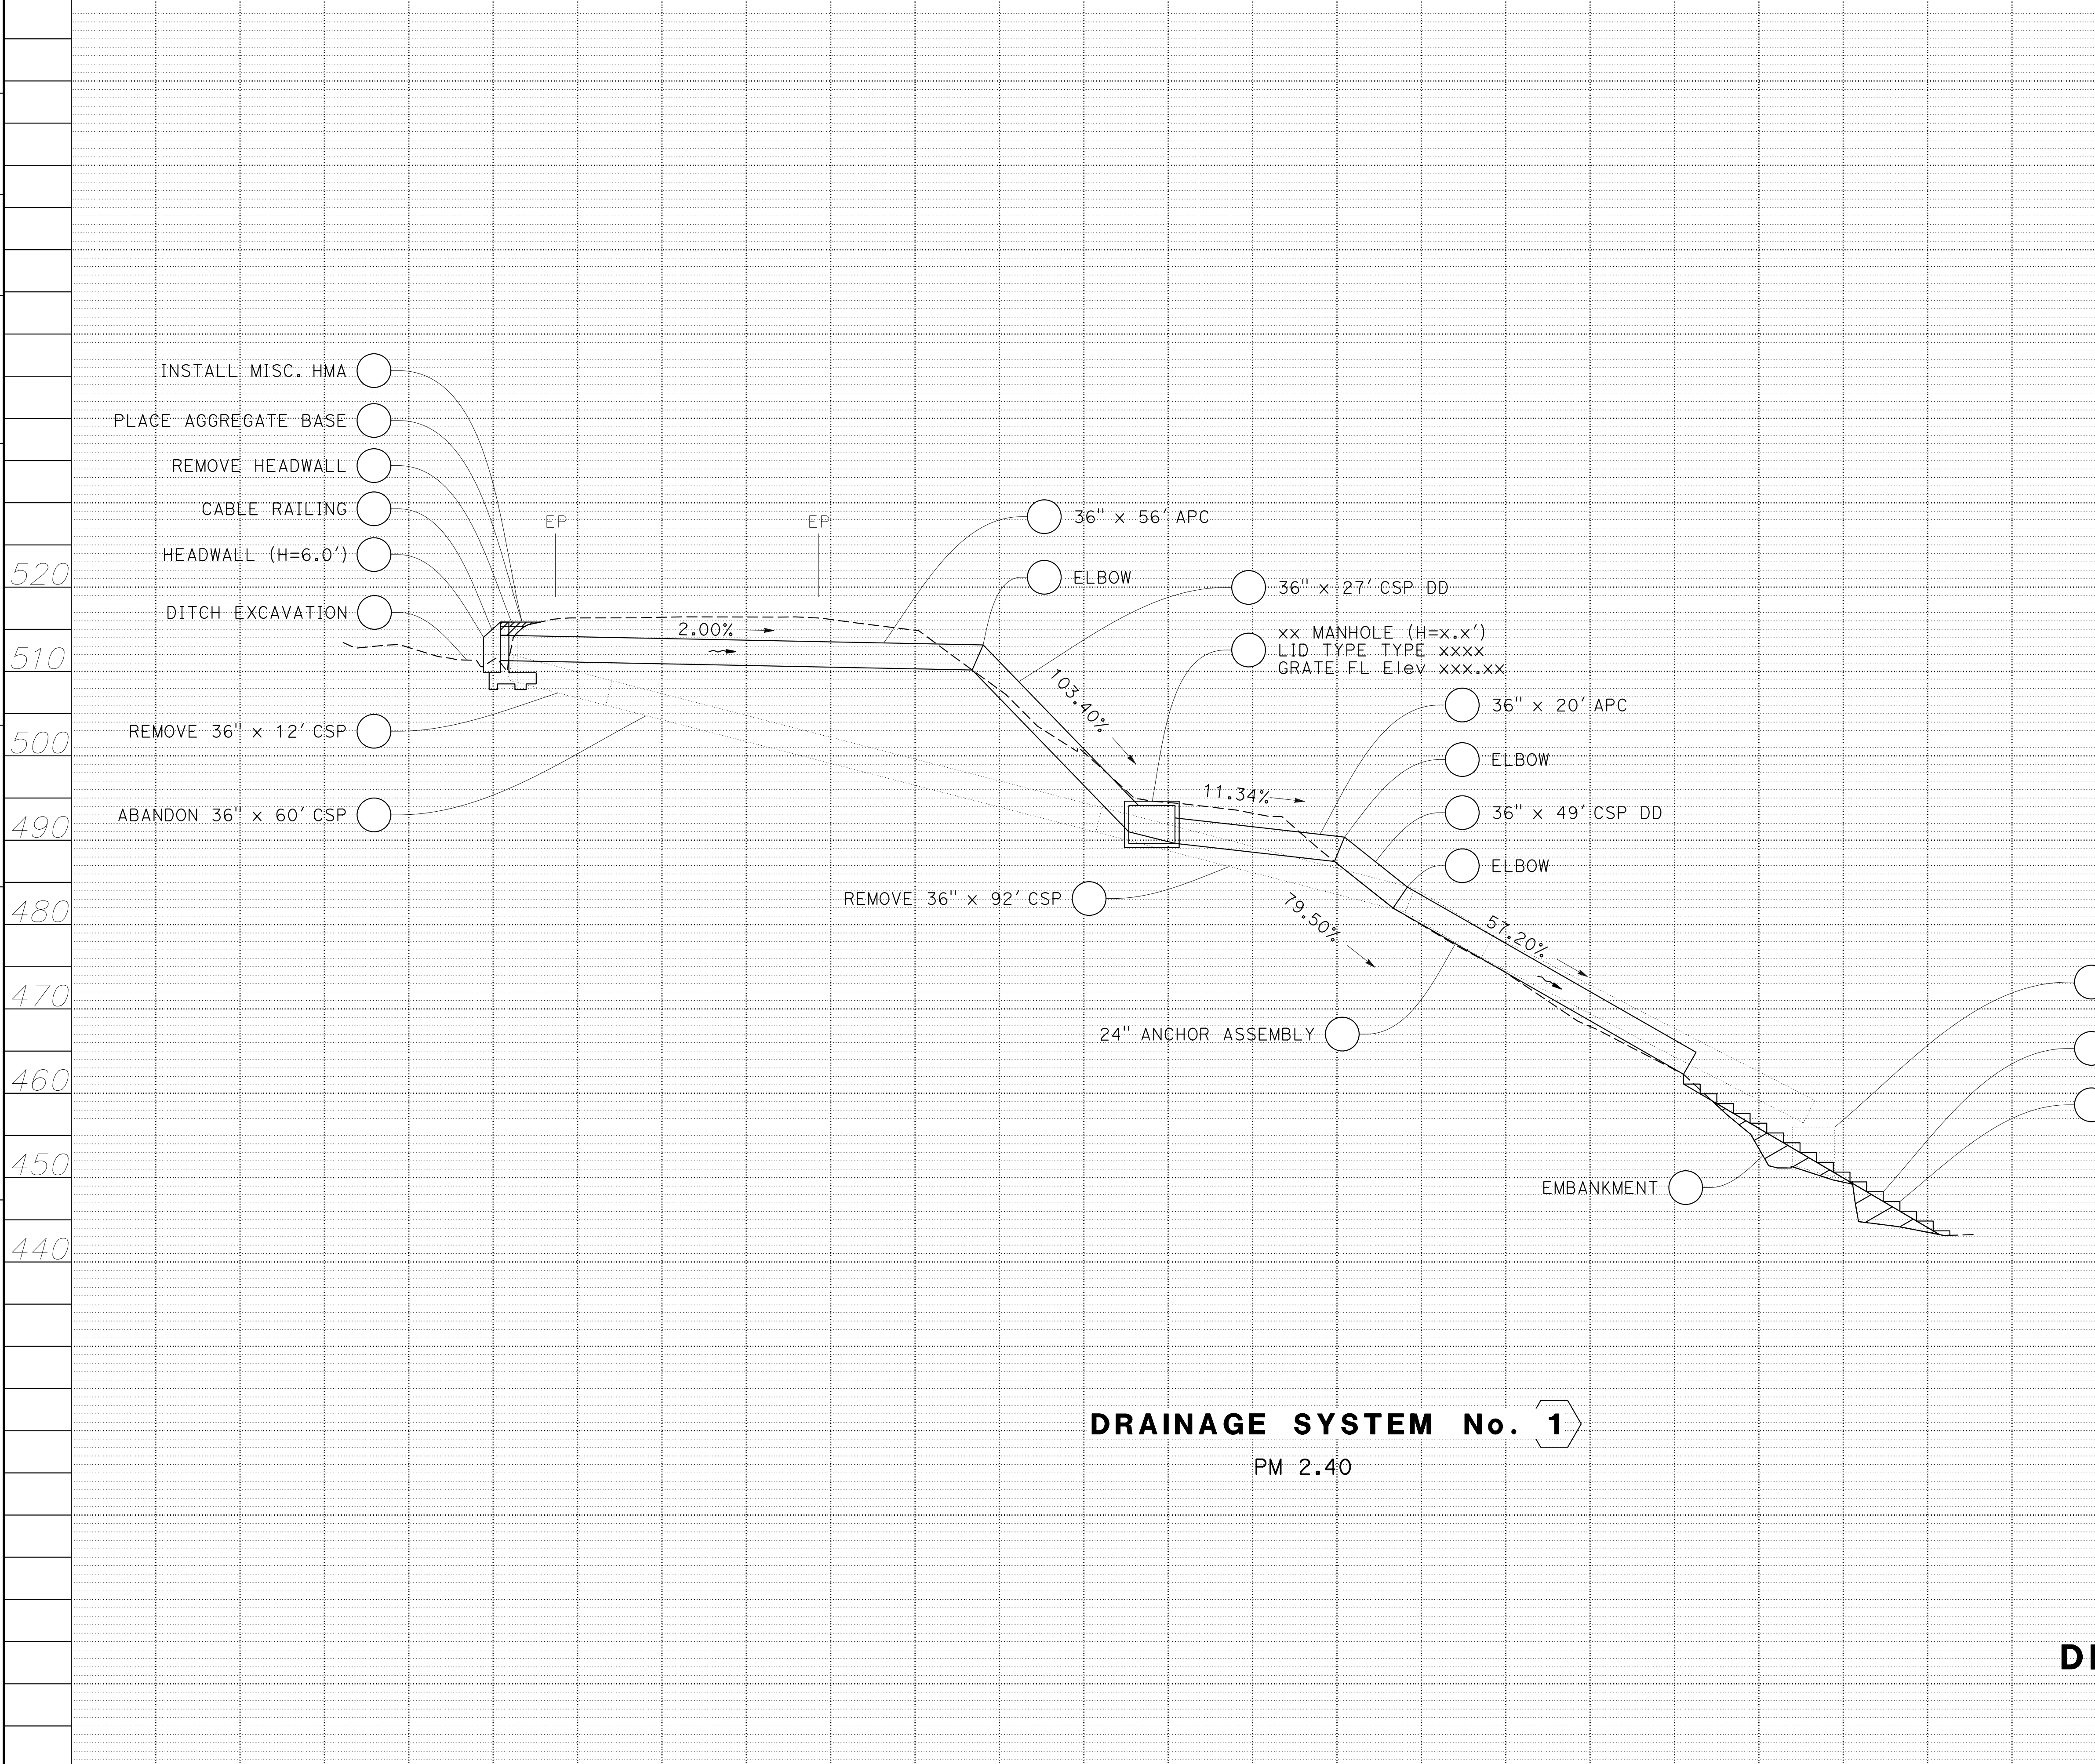 INSTALL MISC. HMA
PLACE AGGREGATE BASE
REMOVE HEADWALL
CABLE RAILING
HEADWALL (H=6.0')
DITCH EXCAVATION
EP
EP
36" x 56' APC
ELBOW
36" x 27' CSP DD
xx MANHOLE (H=x.x')
LID TYPE TYPE xxxx
GRATE FL Elev xxx.xx
2.00%
103.40%
36" x 20' APC
ELBOW
36" x 49' CSP DD
ELBOW
REMOVE 36" x 12' CSP
ABANDON 36" x 60' CSP
11.34%
REMOVE 36" x 92' CSP
79.50%
57.20%
24" ANCHOR ASSEMBLY
EMBANKMENT
520
510
500
490
480
470
460
450
440
DRAINAGE SYSTEM No. 1
PM 2.40